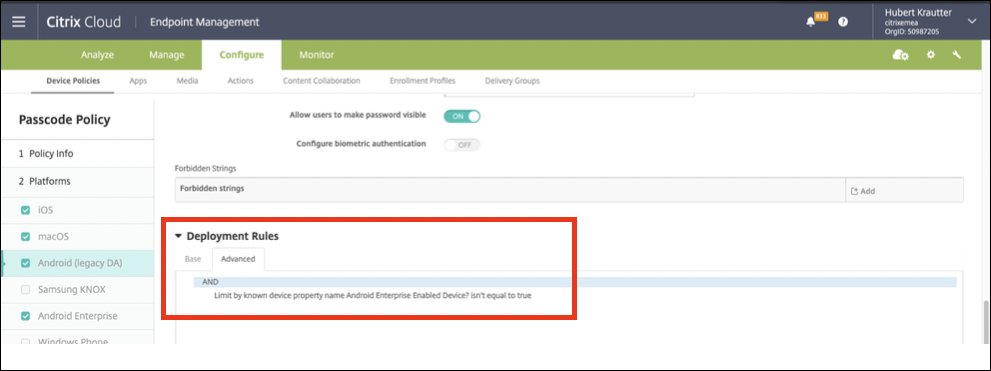 Citrix Cloud Endpoint Management 811 Hubert Krautter
citrixemea
OrgID: 50987205
Analyze Manage Configure Monitor
Device Policies Apps Media Actions Content Collaboration Enrollment Profiles Delivery Groups
Passcode Policy
1 Policy Info
2 Platforms
iOS
macOS
Android (legacy DA)
Samsung KNOX
Android Enterprise
Windows Phone
Allow users to make password visible ON
Configure biometric authentication OFF
Forbidden Strings
Forbidden strings Add
Deployment Rules
Base Advanced
AND
Limit by known device property name Android Enterprise Enabled Device? isn't equal to true